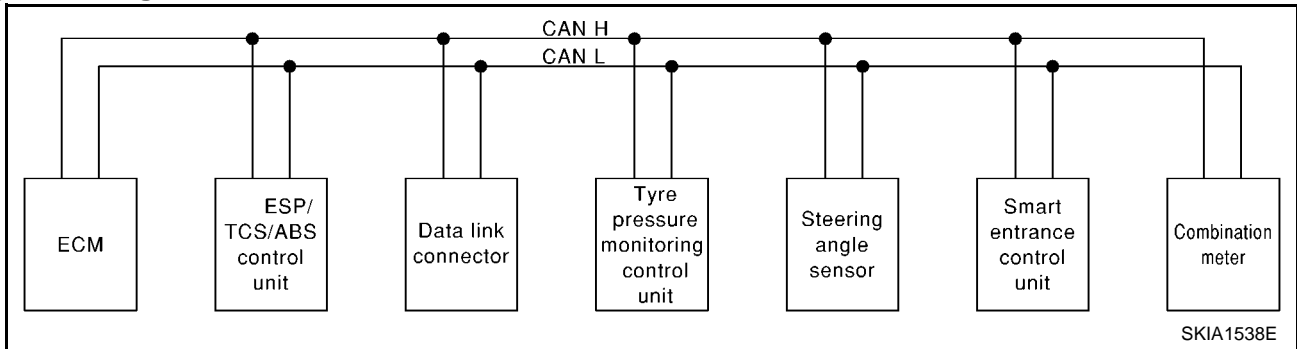 CAN H
CAN L
ECM
ESP/
TCS/ABS
control
unit
Data link
connector
Tyre
pressure
monitoring
control
unit
Steering
angle
sensor
Smart
entrance
control
unit
Combination
meter
SKIA1538E